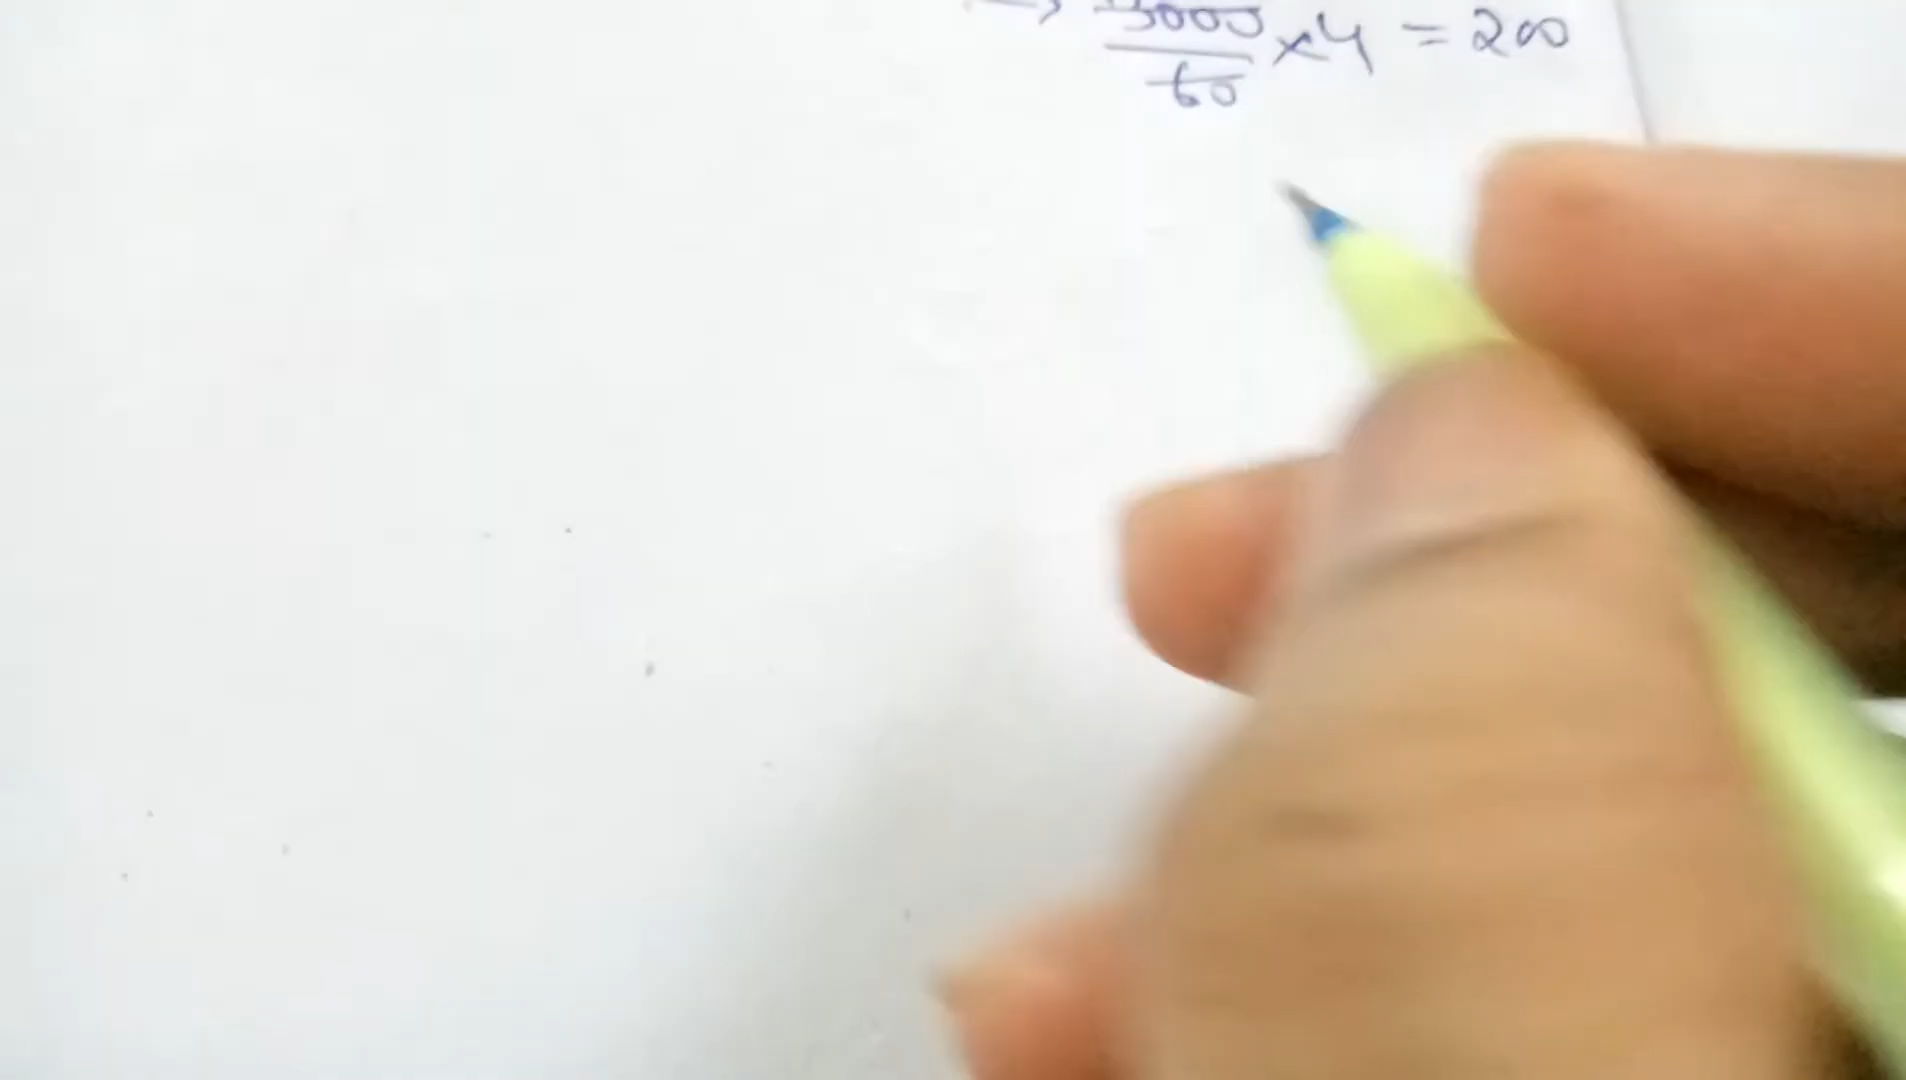 → 3000/60 ×4 = 200